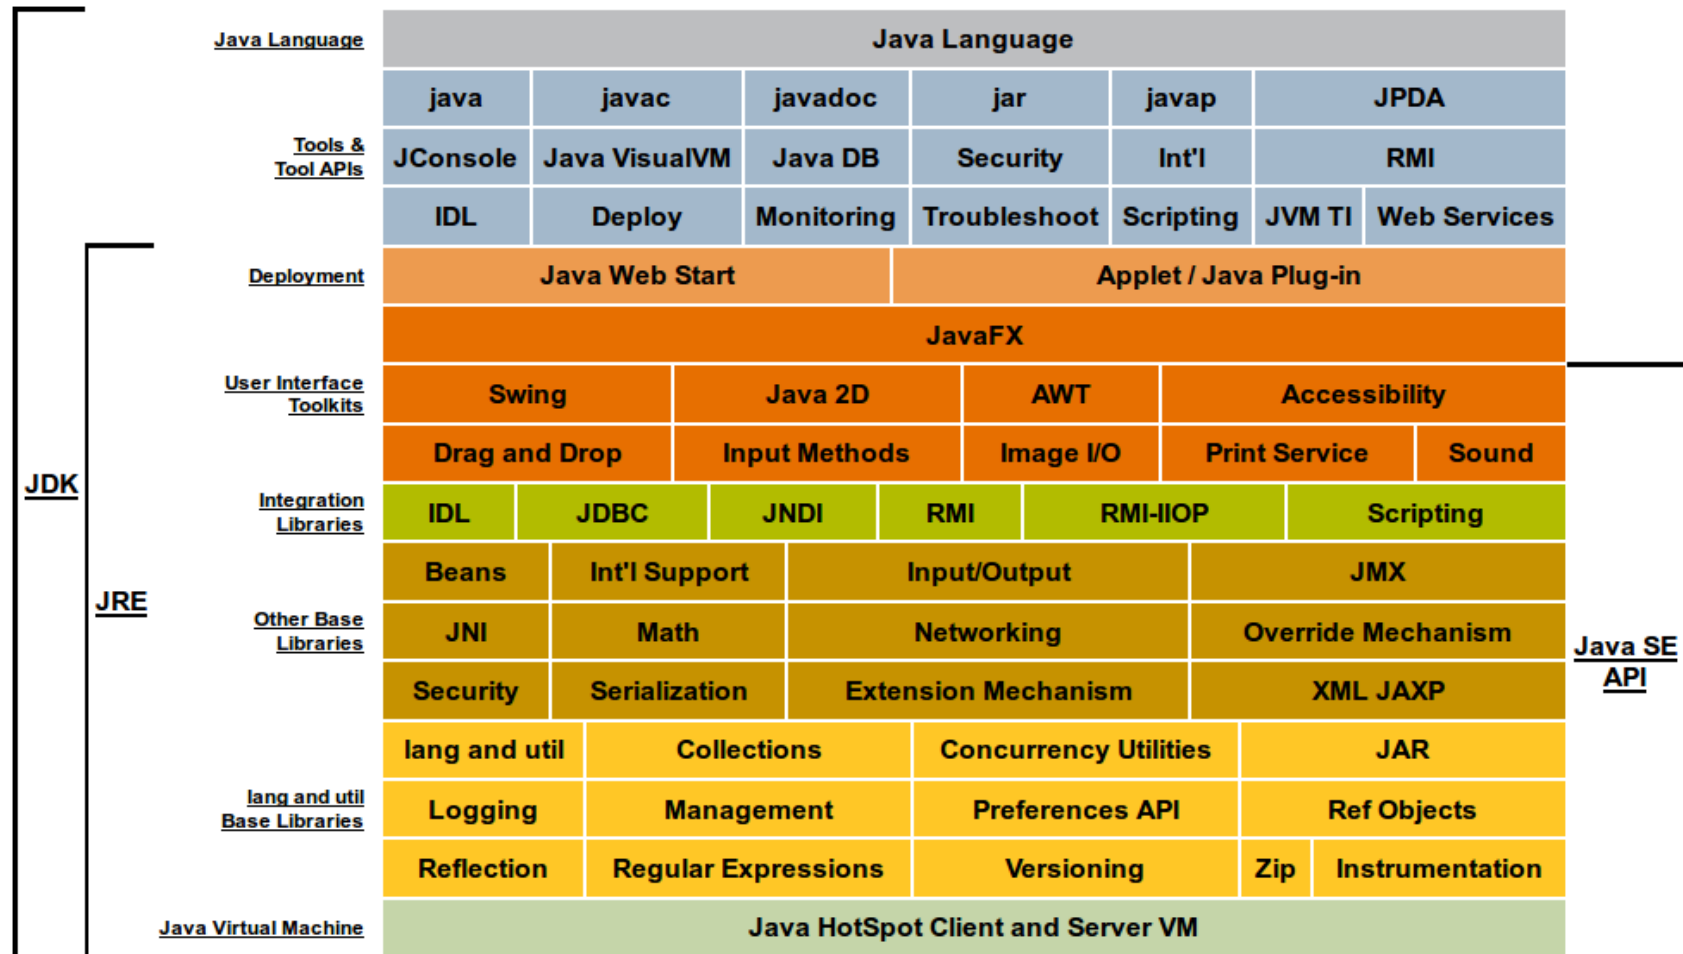 Java Language
Java Language
java javac javadoc jar javap JPDA
Tools &
Tool APIs
JConsole Java VisualVM Java DB Security Int'l RMI
IDL Deploy Monitoring Troubleshoot Scripting JVM TI Web Services
Deployment
Java Web Start Applet / Java Plug-in
JavaFX
User Interface
Toolkits
Swing Java 2D AWT Accessibility
Drag and Drop Input Methods Image I/O Print Service Sound
JDK
Integration
Libraries
IDL JDBC JNDI RMI RMI-IIOP Scripting
Beans Int'l Support Input/Output JMX
JRE
Other Base
Libraries
JNI Math Networking Override Mechanism
Java SE
API
Security Serialization Extension Mechanism XML JAXP
lang and util Collections Concurrency Utilities JAR
lang and util
Base Libraries
Logging Management Preferences API Ref Objects
Reflection Regular Expressions Versioning Zip Instrumentation
Java Virtual Machine
Java HotSpot Client and Server VM